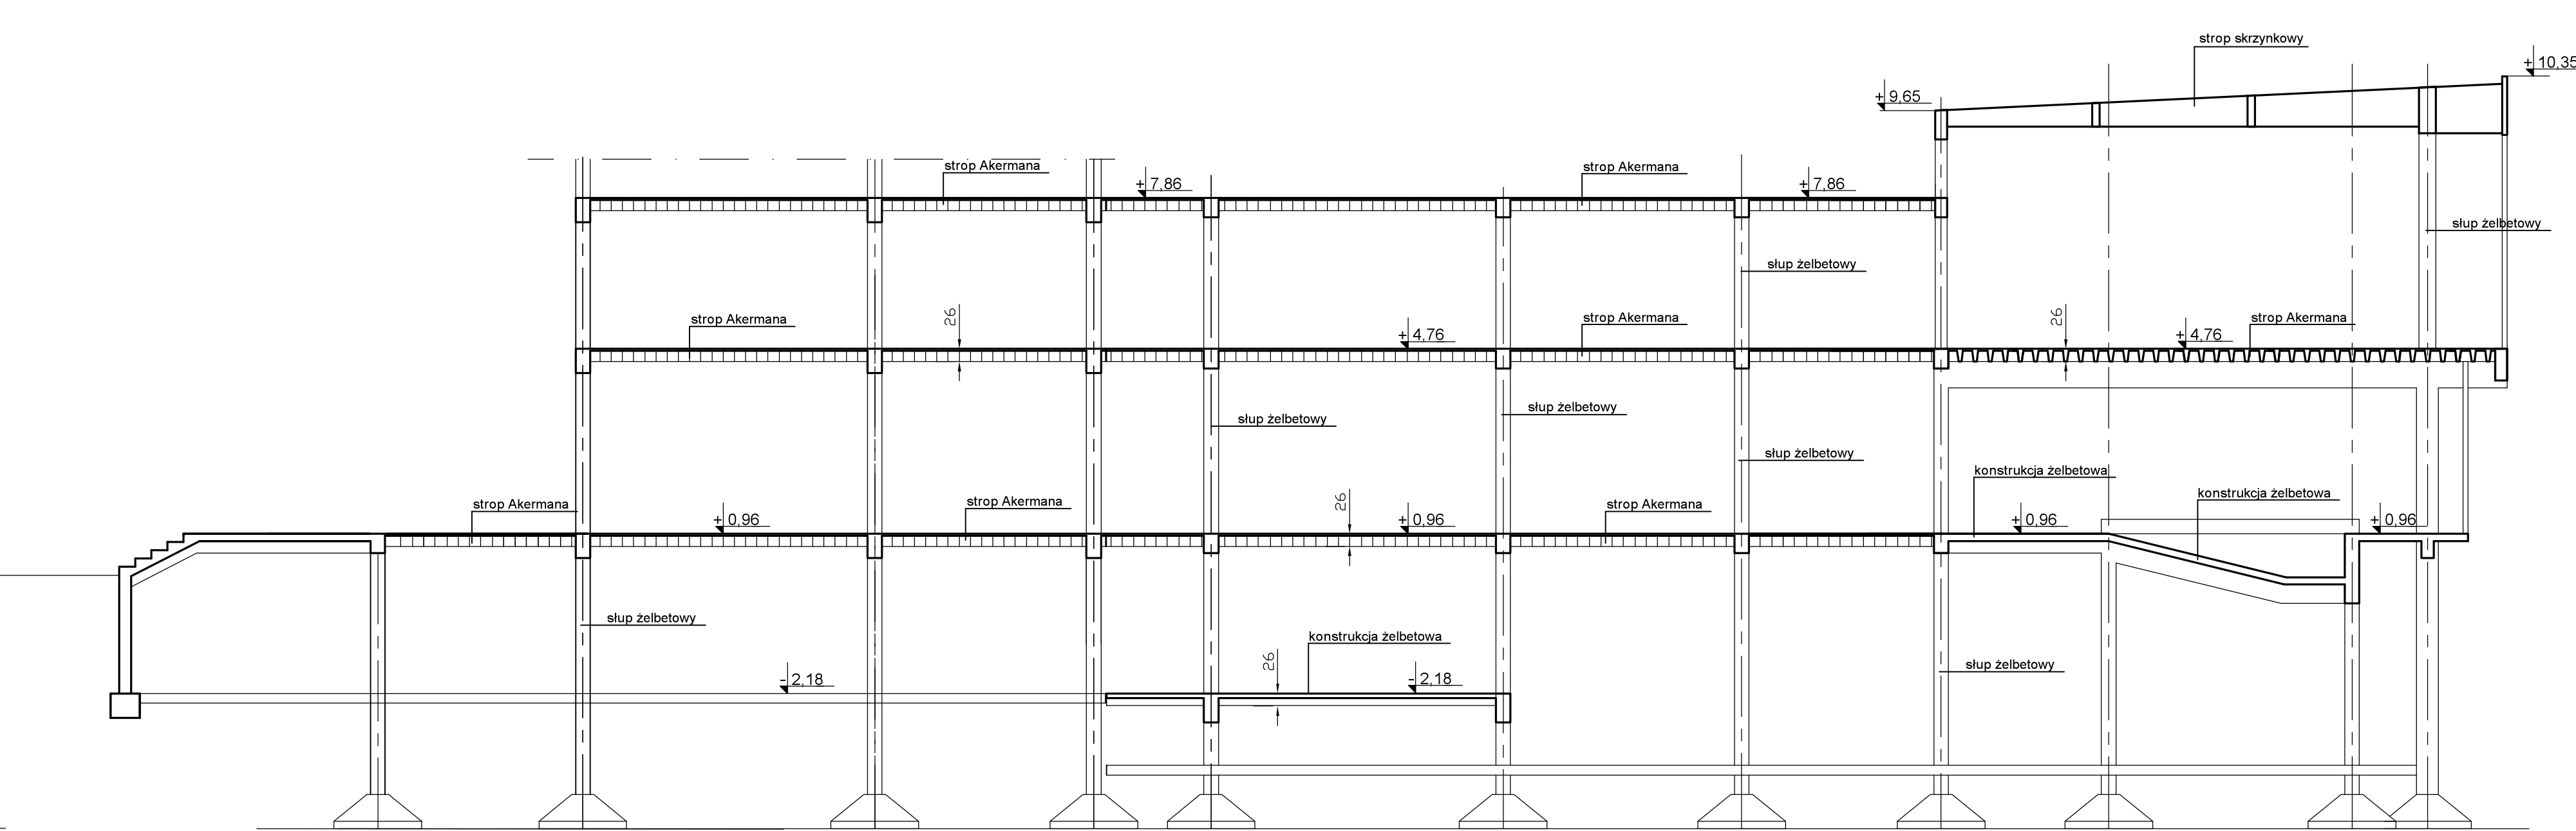 strop skrzynkowy
+ 10,35
+ 9,65
strop Akermana
+ 7,86
strop Akermana
+ 7,86
słup żelbetowy
słup żelbetowy
strop Akermana
26
+ 4,76
strop Akermana
26
+ 4,76
strop Akermana
słup żelbetowy
słup żelbetowy
słup żelbetowy
konstrukcja żelbetowa
konstrukcja żelbetowa
strop Akermana
+ 0,96
strop Akermana
26
+ 0,96
strop Akermana
+ 0,96
+ 0,96
słup żelbetowy
konstrukcja żelbetowa
26
- 2,18
- 2,18
słup żelbetowy